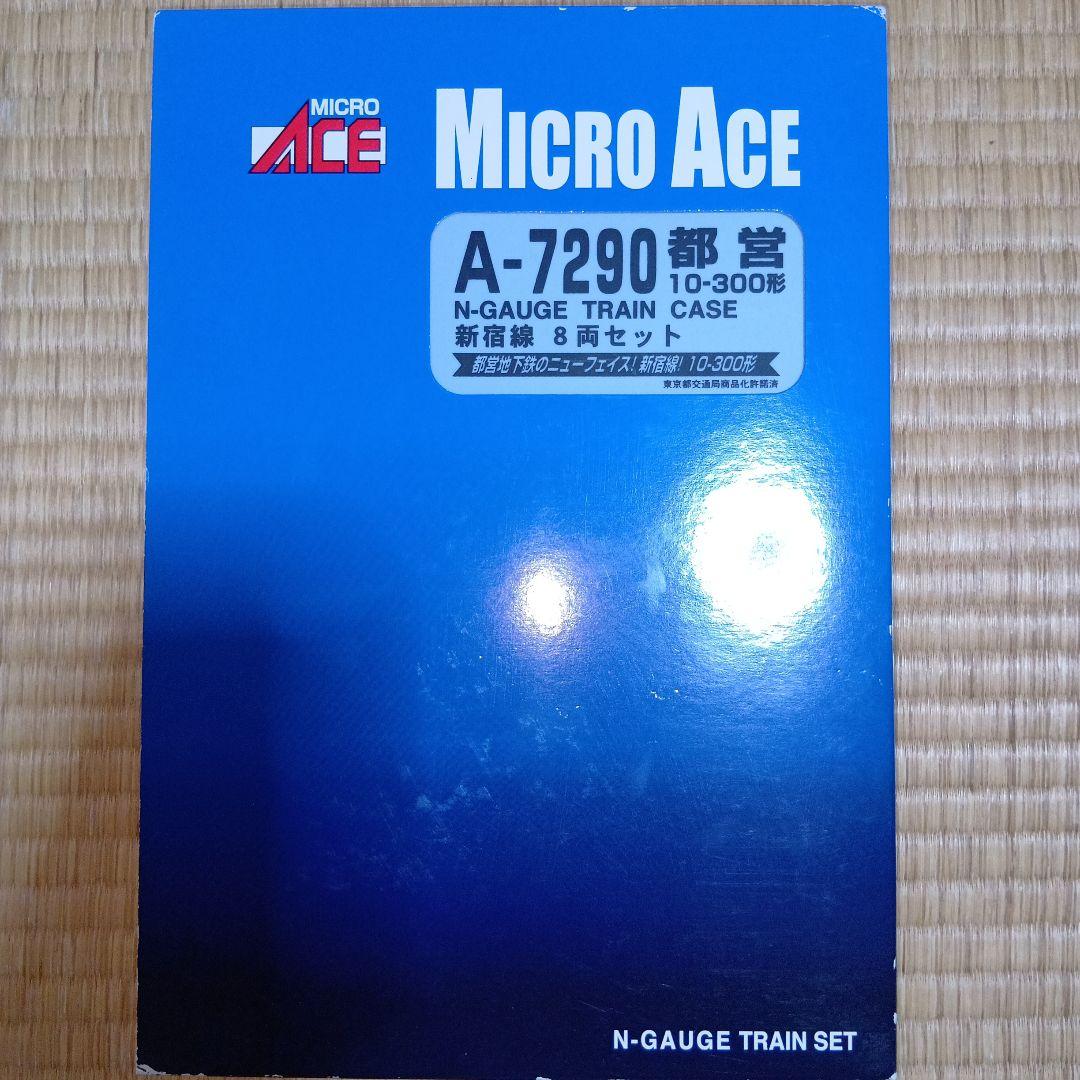 MICRO
ACE
MICRO ACE
A-7290 都営
10-300形
N-GAUGE TRAIN CASE
新宿線 8両セット
都営地下鉄のニューフェイス! 新宿線! 10-300形
東京都交通局商品化許諾済
N-GAUGE TRAIN SET